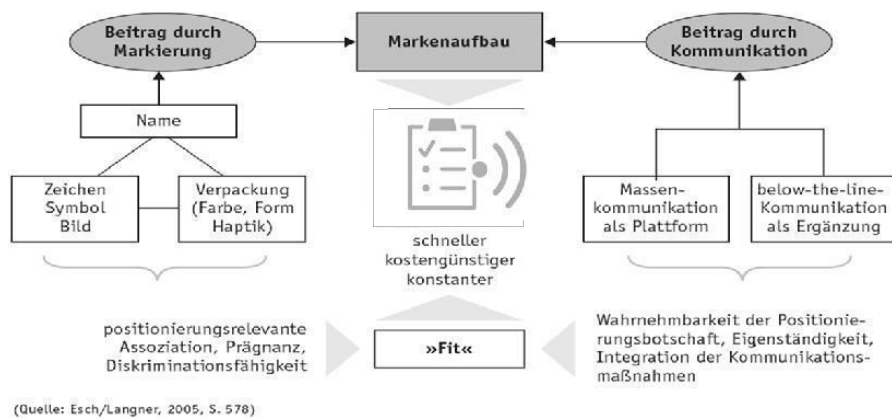 Beitrag durch
Markierung
Markenaufbau
Beitrag durch
Kommunikation
Name
Zeichen
Symbol
Bild
Verpackung
(Farbe, Form
Haptik)
Massen-
kommunikation
als Plattform
below-the-line-
Kommunikation
als Ergänzung
schneller
kostengünstiger
konstanter
positionierungsrelevante
Assoziation, Prägnanz,
Diskriminationsfähigkeit
»Fit«
Wahrnehmbarkeit der Positionie-
rungsbotschaft, Eigenständigkeit,
Integration der Kommunikations-
maßnahmen
(Quelle: Esch/Langner, 2005, S. 578)